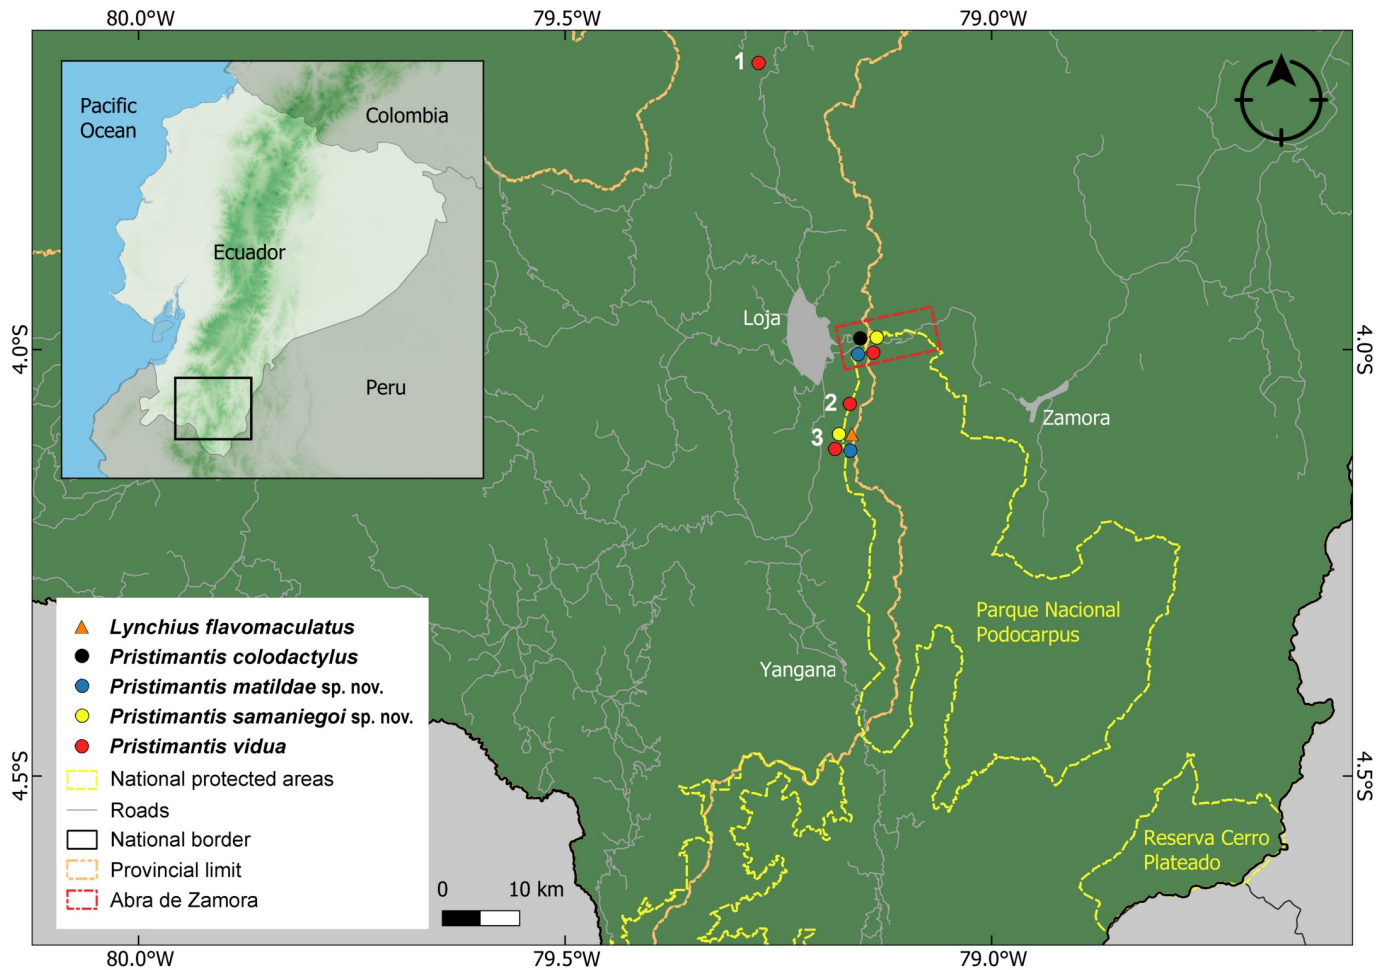 80.0°W
79.5°W
79.0°W
Pacific
Ocean
Colombia
Ecuador
Peru
1
Loja
4.0°S
4.0°S
2
3
Zamora
Parque Nacional
Podocarpus
Yangana
Lynchius flavomaculatus
Pristimantis colodactylus
Pristimantis matildae sp. nov.
Pristimantis samaniegoi sp. nov.
Pristimantis vidua
National protected areas
Roads
National border
Provincial limit
Abra de Zamora
4.5°S
4.5°S
Reserva Cerro
Plateado
0 10 km
80.0°W
79.5°W
79.0°W